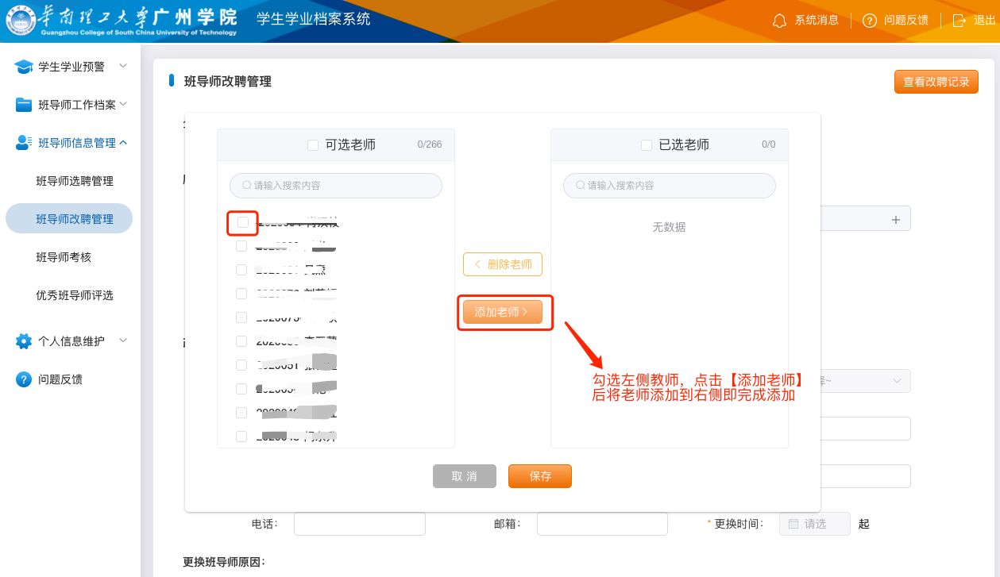 华南理工大学广州学院
Guangzhou College of South China University of Technology
学生学业档案系统
系统消息
问题反馈
退出
学生学业预警
班导师工作档案
班导师信息管理
班导师选聘管理
班导师改聘管理
班导师考核
优秀班导师评选
个人信息维护
问题反馈
班导师改聘管理
查看改聘记录
可选老师 0/266
请输入搜索内容
删除老师
添加老师
已选老师 0/0
请输入搜索内容
无数据
勾选左侧教师，点击【添加老师】
后将老师添加到右侧即完成添加
取 消
保存
电话：
邮箱：
* 更换时间：
请选
起
更换班导师原因：